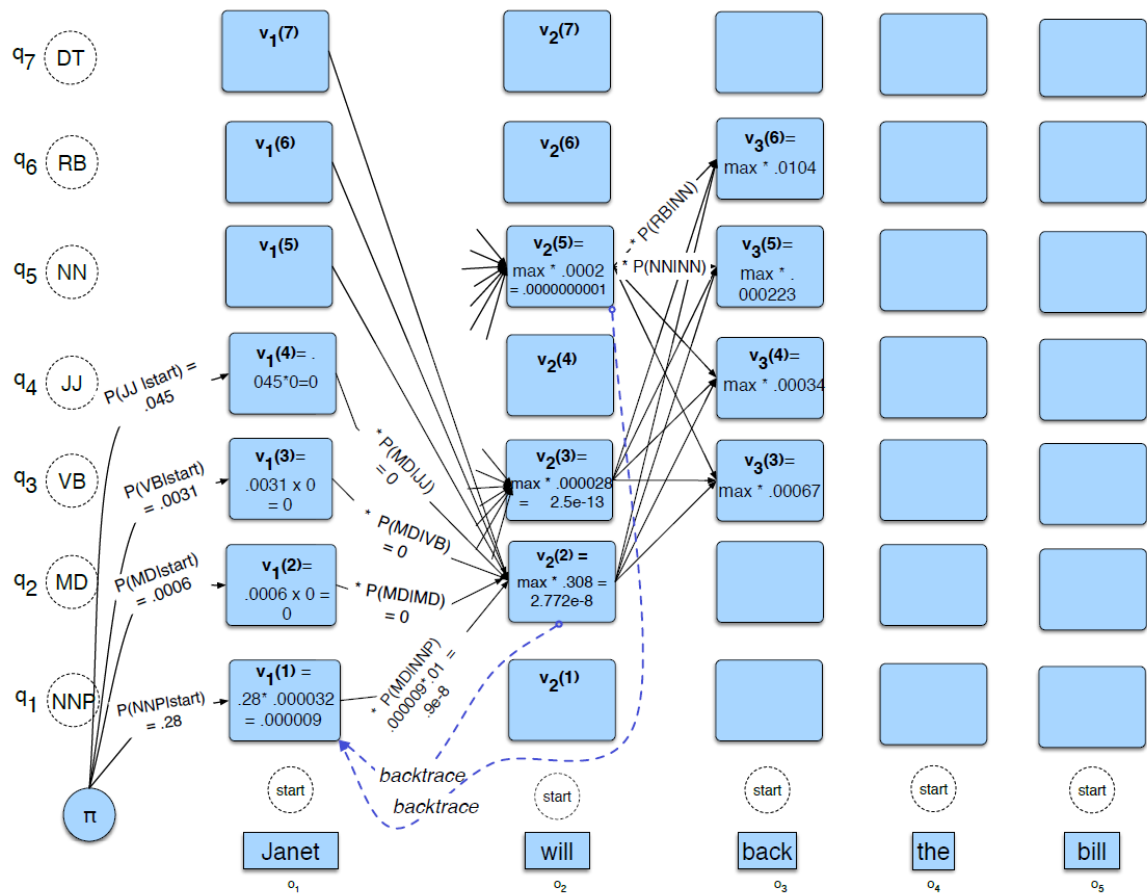 q7 DT
v1(7)
v2(7)
q6 RB
v1(6)
v2(6)
v3(6)=
max * .0104
* P(RB|NN)
q5 NN
v1(5)
v2(5)=
max * .0002
= .0000000001
* P(NN|NN)
v3(5)=
max * .
000223
q4 JJ
P(JJ |start) =
.045
v1(4)= .
045*0=0
* P(MD|JJ)
= 0
v2(4)
v3(4)=
max * .00034
q3 VB
P(VB|start)
= .0031
v1(3)=
.0031 x 0
= 0
* P(MD|VB)
= 0
v2(3)=
max * .000028
= 2.5e-13
v3(3)=
max * .00067
q2 MD
P(MD|start)
= .0006
v1(2)=
.0006 x 0 =
0
* P(MD|MD)
= 0
v2(2) =
max * .308 =
2.772e-8
q1 NNP
P(NNP|start)
= .28
v1(1) =
.28* .000032
= .000009
* P(MD|NNP)
.000009*.01 =
.9e-8
v2(1)
backtrace
backtrace
π
start
start
start
start
start
Janet
will
back
the
bill
o1
o2
o3
o4
o5